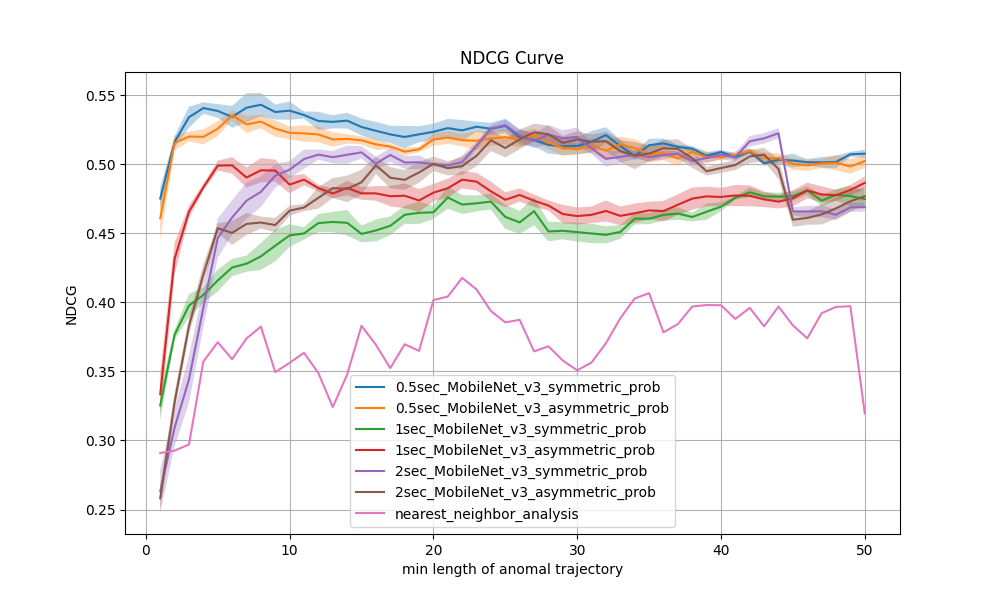 NDCG Curve
0.55
0.50
0.45
0.40
0.35
0.30
0.25
NDCG
0.5sec_MobileNet_v3_symmetric_prob
0.5sec_MobileNet_v3_asymmetric_prob
1sec_MobileNet_v3_symmetric_prob
1sec_MobileNet_v3_asymmetric_prob
2sec_MobileNet_v3_symmetric_prob
2sec_MobileNet_v3_asymmetric_prob
nearest_neighbor_analysis
0 10 20 30 40 50
min length of anomal trajectory